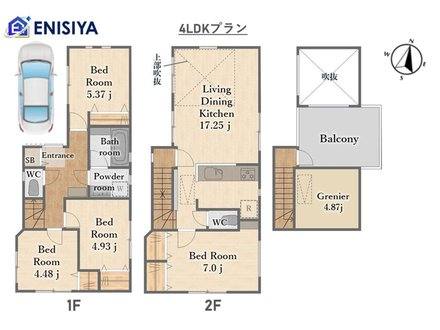 ENISIYA
4LDKプラン
Bed
Room
5.37 j
Bath
room
Entrance
SB
WC
Powder
room
W
Bed
Room
4.93 j
Bed Room
4.48 j
1F
上部吹抜
Living
Dining
Kitchen
17.25 j
R
WC
Bed Room
7.0 j
2F
吹抜
Balcony
Grenier
4.87j
N
S